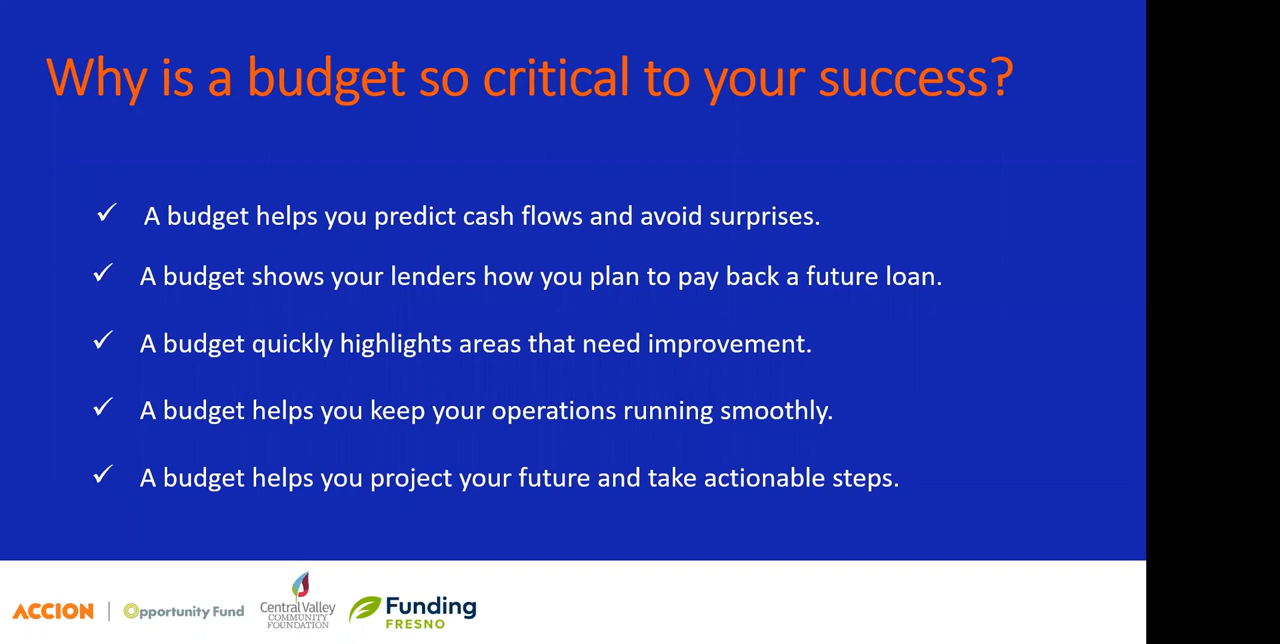 Why is a budget so critical to your success?
✓ A budget helps you predict cash flows and avoid surprises.
✓ A budget shows your lenders how you plan to pay back a future loan.
✓ A budget quickly highlights areas that need improvement.
✓ A budget helps you keep your operations running smoothly.
✓ A budget helps you project your future and take actionable steps.
ACCION | Opportunity Fund
Central Valley
COMMUNITY
FOUNDATION
Funding
FRESNO